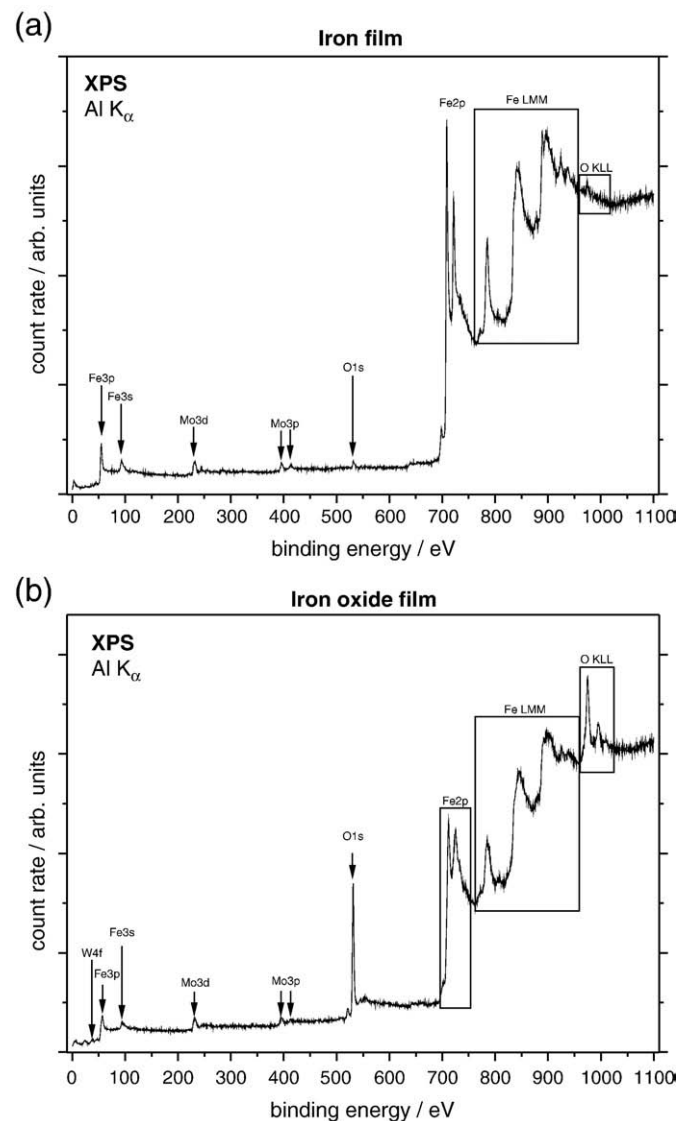 (a)
Iron film
XPS
Al Kα
Fe2p
Fe LMM
O KLL
Fe3p
Fe3s
Mo3d
Mo3p
O1s
count rate / arb. units
0 100 200 300 400 500 600 700 800 900 1000 1100
binding energy / eV
(b)
Iron oxide film
XPS
Al Kα
O KLL
Fe LMM
Fe2p
O1s
W4f
Fe3s
Fe3p
Mo3d
Mo3p
count rate / arb. units
0 100 200 300 400 500 600 700 800 900 1000 1100
binding energy / eV